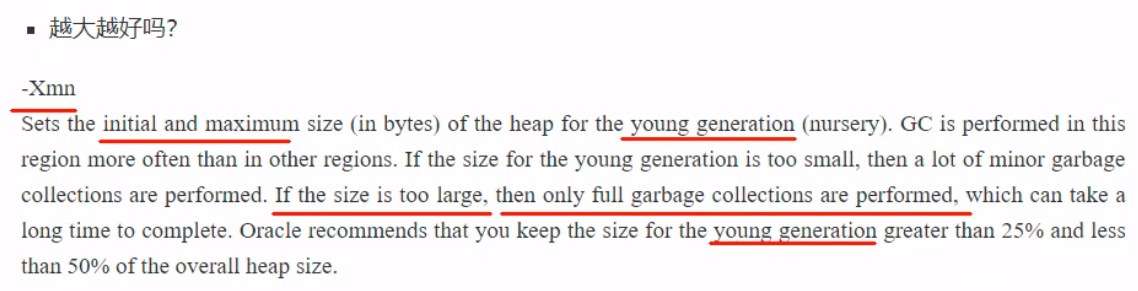 ▪ 越大越好吗?
-Xmn
Sets the initial and maximum size (in bytes) of the heap for the young generation (nursery). GC is performed in this
region more often than in other regions. If the size for the young generation is too small, then a lot of minor garbage
collections are performed. If the size is too large, then only full garbage collections are performed, which can take a
long time to complete. Oracle recommends that you keep the size for the young generation greater than 25% and less
than 50% of the overall heap size.